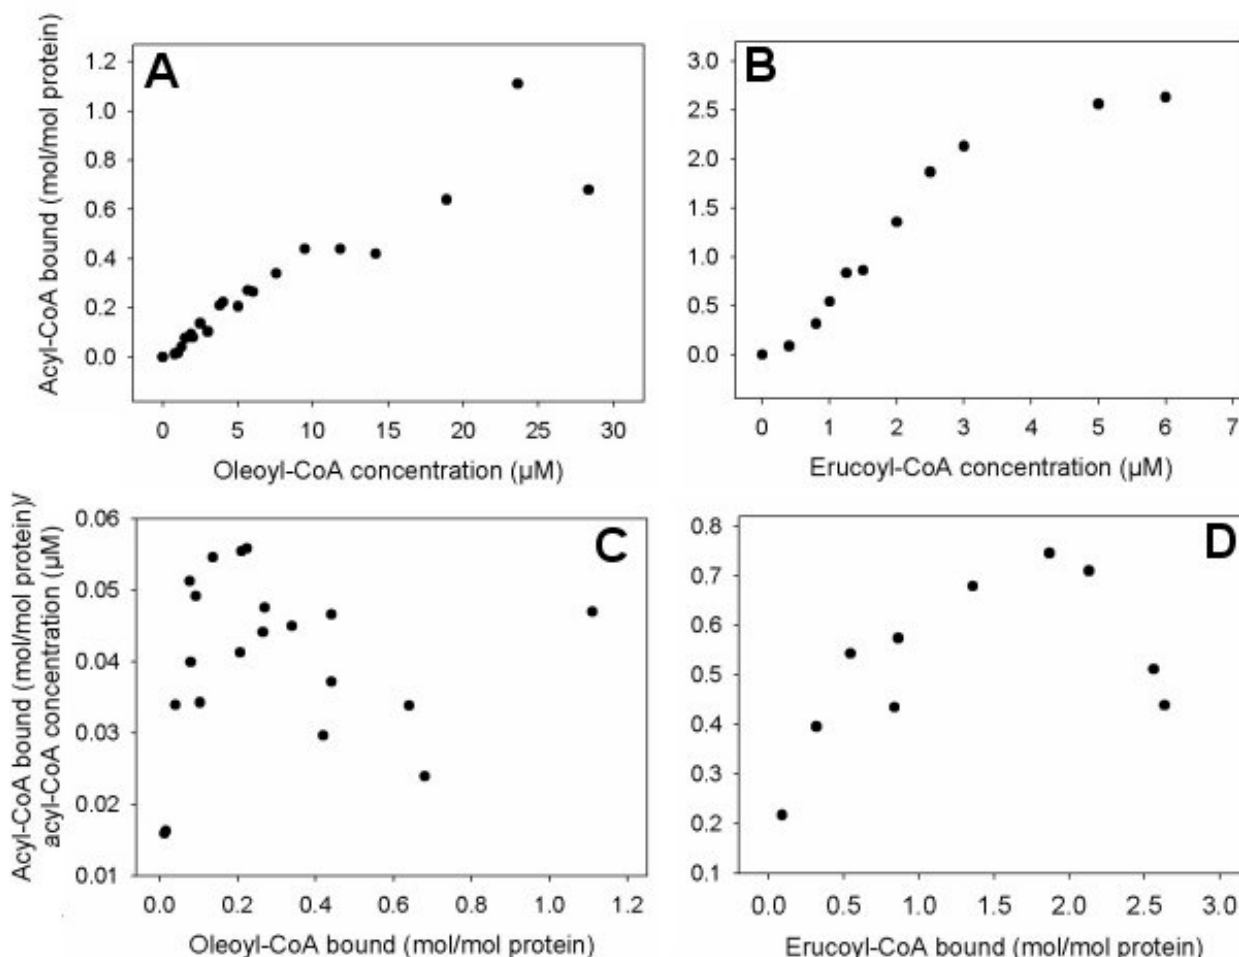 A
Acyl-CoA bound (mol/mol protein)
1.2
1.0
0.8
0.6
0.4
0.2
0.0
0 5 10 15 20 25 30
Oleoyl-CoA concentration (µM)
B
3.0
2.5
2.0
1.5
1.0
0.5
0.0
0 1 2 3 4 5 6 7
Erucoyl-CoA concentration (µM)
C
Acyl-CoA bound (mol/mol protein)/
acyl-CoA concentration (µM)
0.06
0.05
0.04
0.03
0.02
0.01
0.0 0.2 0.4 0.6 0.8 1.0 1.2
Oleoyl-CoA bound (mol/mol protein)
D
0.8
0.7
0.6
0.5
0.4
0.3
0.2
0.1
0.0 0.5 1.0 1.5 2.0 2.5 3.0
Erucoyl-CoA bound (mol/mol protein)